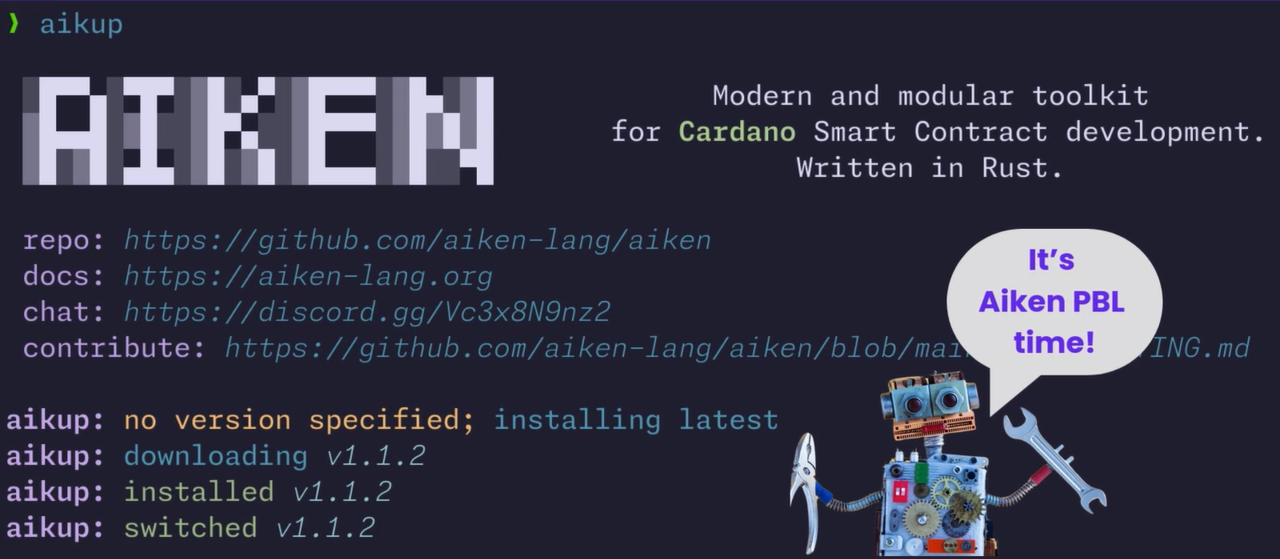 ❯ aikup
AIKEN
Modern and modular toolkit
for Cardano Smart Contract development.
Written in Rust.
repo: https://github.com/aiken-lang/aiken
docs: https://aiken-lang.org
chat: https://discord.gg/Vc3x8N9nz2
contribute: https://github.com/aiken-lang/aiken/blob/mai ING.md
It's
Aiken PBL
time!
aikup: no version specified; installing latest
aikup: downloading v1.1.2
aikup: installed v1.1.2
aikup: switched v1.1.2